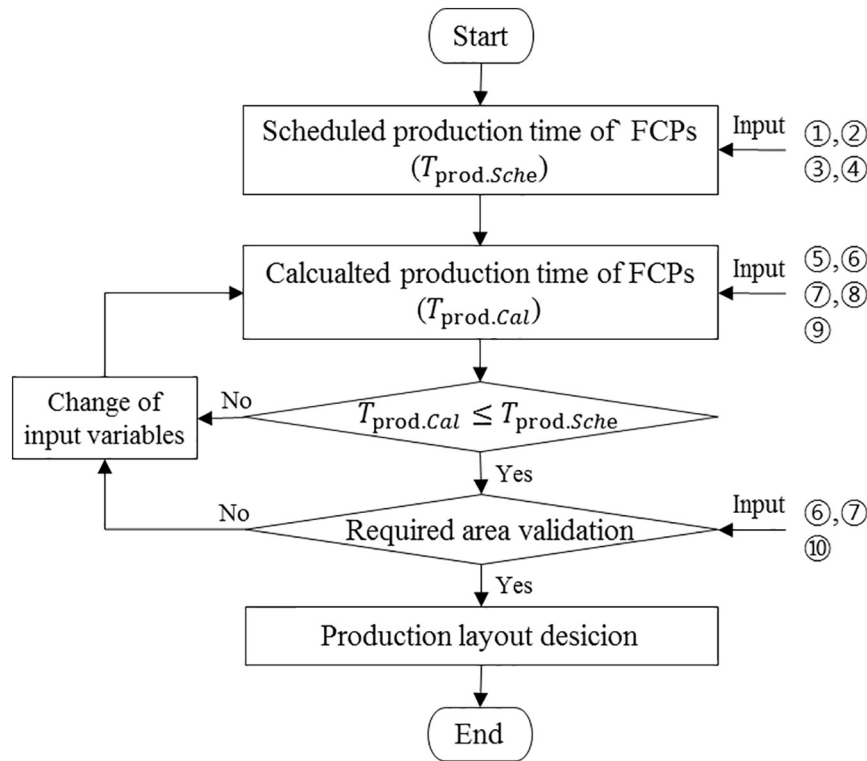 Start
Scheduled production time of FCPs
(T_prod.Sche)
Input
①,②
③,④
Calcualted production time of FCPs
(T_prod.Cal)
Input
⑤,⑥
⑦,⑧
⑨
Change of
input variables
No
T_prod.Cal ≤ T_prod.Sche
Yes
No
Required area validation
Input
⑥,⑦
⑩
Yes
Production layout desicion
End